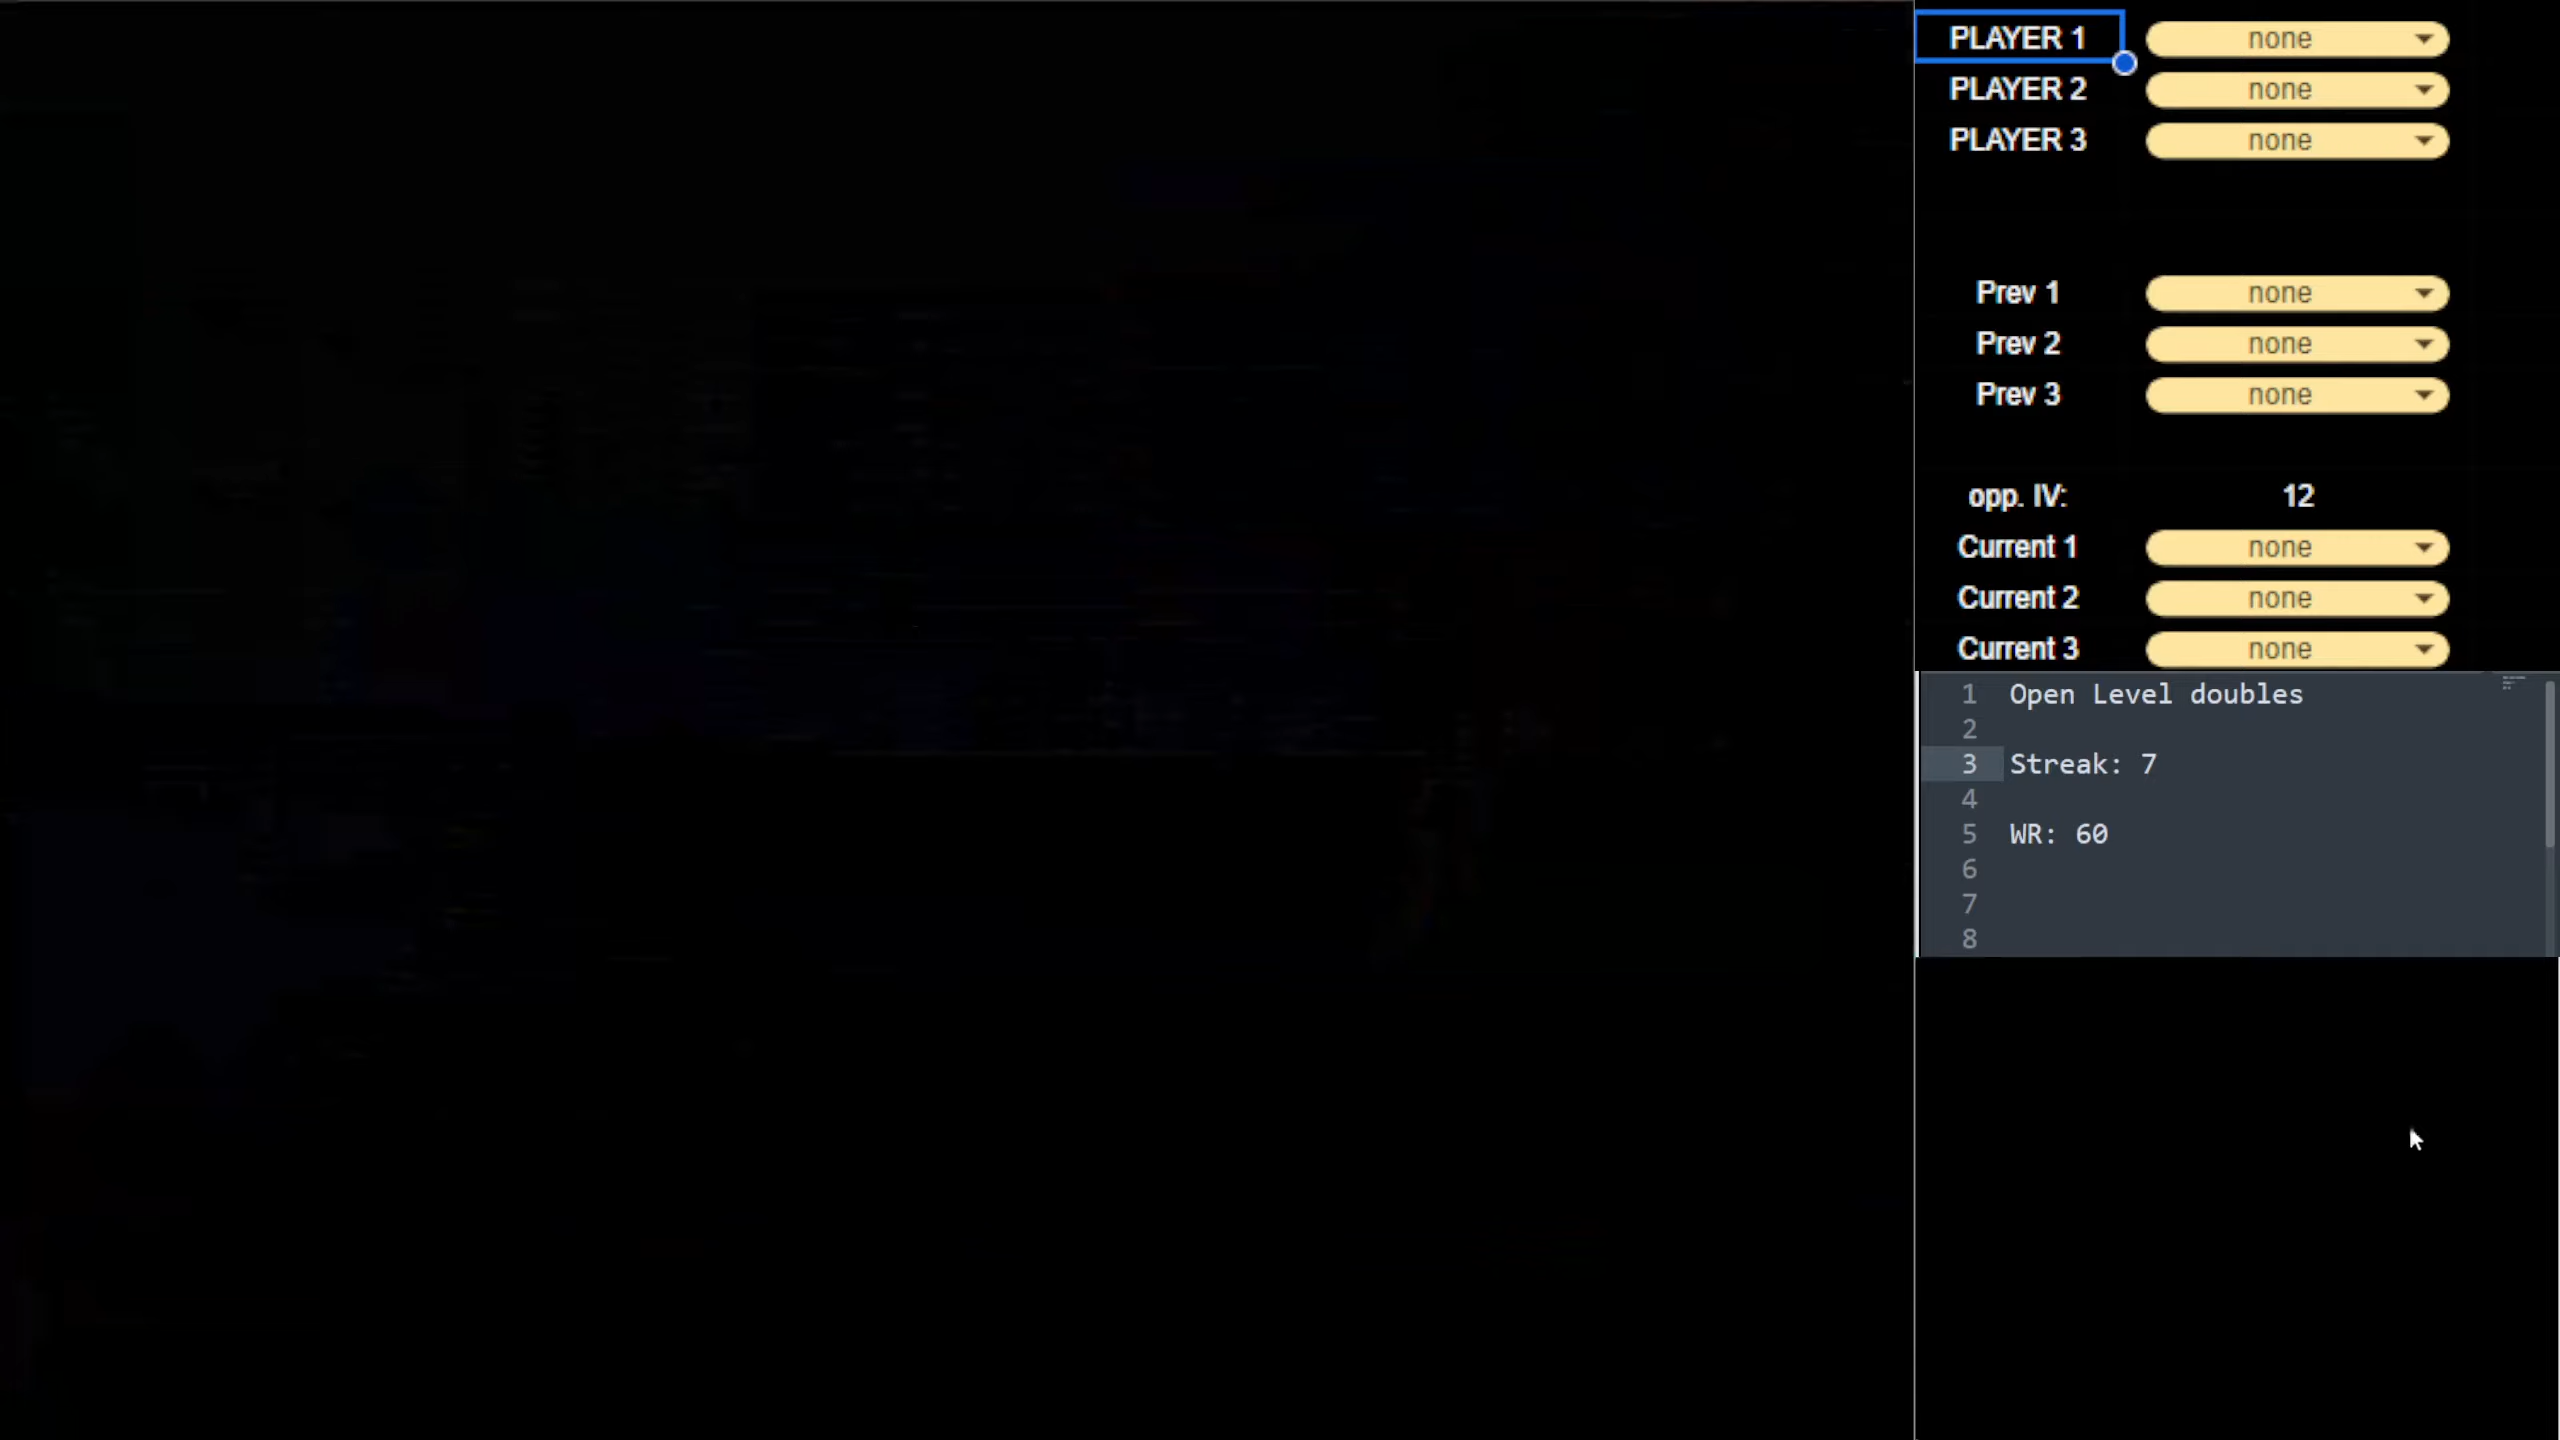 PLAYER 1 none
PLAYER 2 none
PLAYER 3 none
Prev 1 none
Prev 2 none
Prev 3 none
opp. IV: 12
Current 1 none
Current 2 none
Current 3 none
1 Open Level doubles
2
3 Streak: 7
4
5 WR: 60
6
7
8